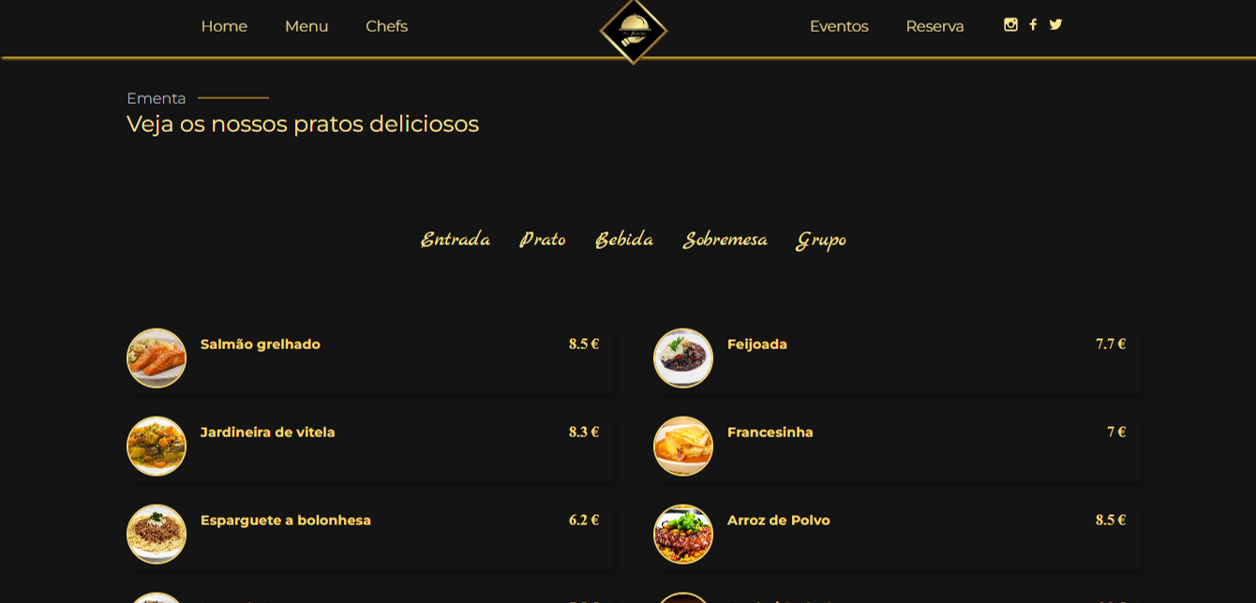 Home Menu Chefs Eventos Reserva
Ementa
Veja os nossos pratos deliciosos
Entrada Prato Bebida Sobremesa Grupo
Salmão grelhado 8.5 € Feijoada 7.7 €
Jardineira de vitela 8.3 € Francesinha 7 €
Esparguete a bolonhesa 6.2 € Arroz de Polvo 8.5 €